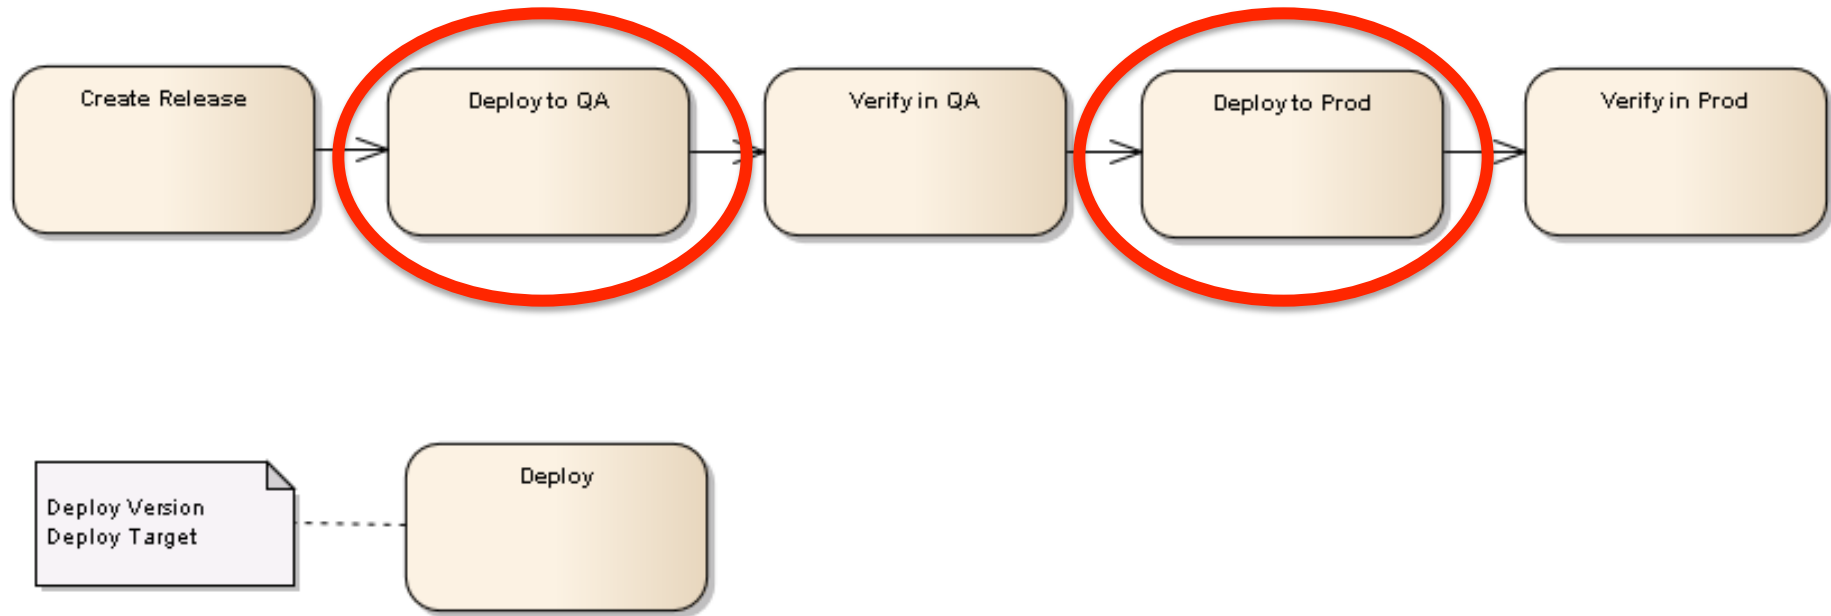 Create Release
Deploy to QA
Verify in QA
Deploy to Prod
Verify in Prod
Deploy Version
Deploy Target
Deploy